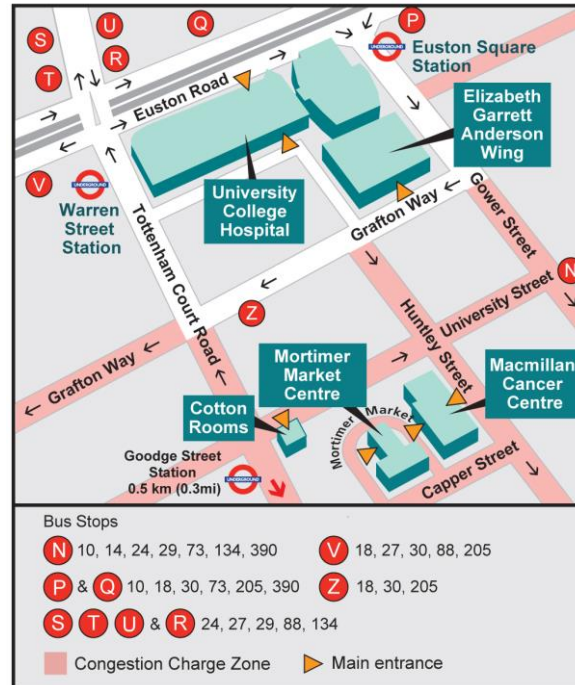 S
U
Q
P
T
R
UNDERGROUND
Euston Square
Station
Euston Road
Elizabeth
Garrett
Anderson
Wing
V
UNDERGROUND
Warren
Street
Station
University
College
Hospital
Tottenham Court Road
Grafton Way
Gower Street
N
Z
University Street
Huntley Street
Grafton Way
Mortimer
Market
Centre
Macmillan
Cancer
Centre
Cotton
Rooms
Mortimer Market
Goodge Street
Station
0.5 km (0.3mi)
UNDERGROUND
Capper Street
Bus Stops
N 10, 14, 24, 29, 73, 134, 390
V 18, 27, 30, 88, 205
P & Q 10, 18, 30, 73, 205, 390
Z 18, 30, 205
S T U & R 24, 27, 29, 88, 134
Congestion Charge Zone
Main entrance